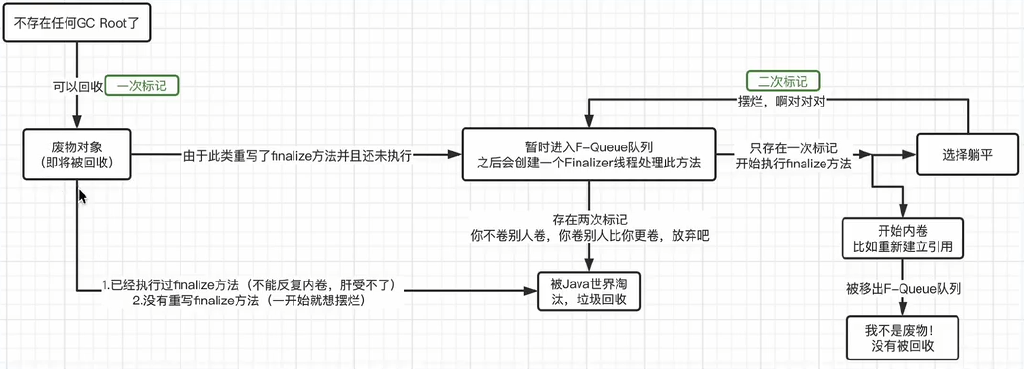 不存在任何GC Root了
可以回收
一次标记
废物对象
（即将被回收）
由于此类重写了finalize方法并且还未执行
暂时进入F-Queue队列
之后会创建一个Finalizer线程处理此方法
二次标记
摆烂，啊对对对
只存在一次标记
开始执行finalize方法
选择躺平
开始内卷
比如重新建立引用
被移出F-Queue队列
我不是废物！
没有被回收
存在两次标记
你不卷别人卷，你卷别人比你更卷，放弃吧
被Java世界淘
汰，垃圾回收
1.已经执行过finalize方法（不能反复内卷，肝受不了）
2.没有重写finalize方法（一开始就想摆烂）